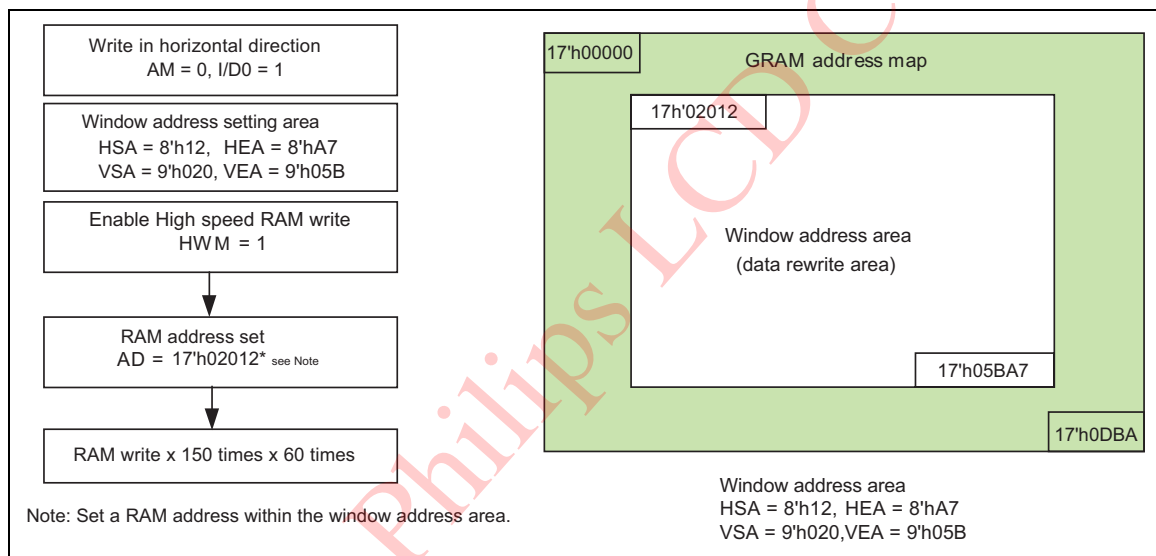 Write in horizontal direction
AM = 0, I/D0 = 1
Window address setting area
HSA = 8'h12, HEA = 8'hA7
VSA = 9'h020, VEA = 9'h05B
Enable High speed RAM write
HWM = 1
RAM address set
AD = 17'h02012* see Note
RAM write x 150 times x 60 times
Note: Set a RAM address within the window address area.
17'h00000
GRAM address map
17h'02012
Window address area
(data rewrite area)
17'h05BA7
17'h0DBA
Window address area
HSA = 8'h12, HEA = 8'hA7
VSA = 9'h020,VEA = 9'h05B
Philips LCD C